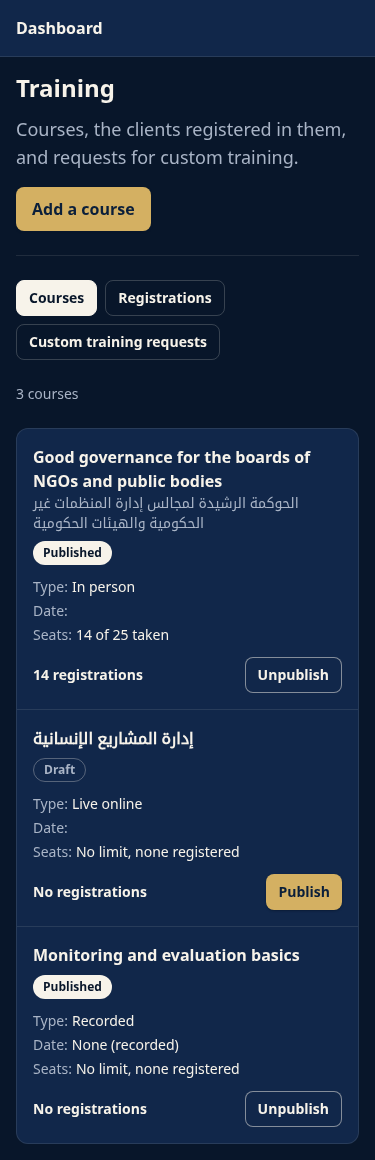 Dashboard
Training
Courses, the clients registered in them,
and requests for custom training.
Add a course
Courses
Registrations
Custom training requests
3 courses
Good governance for the boards of
NGOs and public bodies
الحوكمة الرشيدة لمجالس إدارة المنظمات غير
الحكومية والهيئات الحكومية
Published
Type: In person
Date:
Seats: 14 of 25 taken
14 registrations
Unpublish
إدارة المشاريع الإنسانية
Draft
Type: Live online
Date:
Seats: No limit, none registered
No registrations
Publish
Monitoring and evaluation basics
Published
Type: Recorded
Date: None (recorded)
Seats: No limit, none registered
No registrations
Unpublish